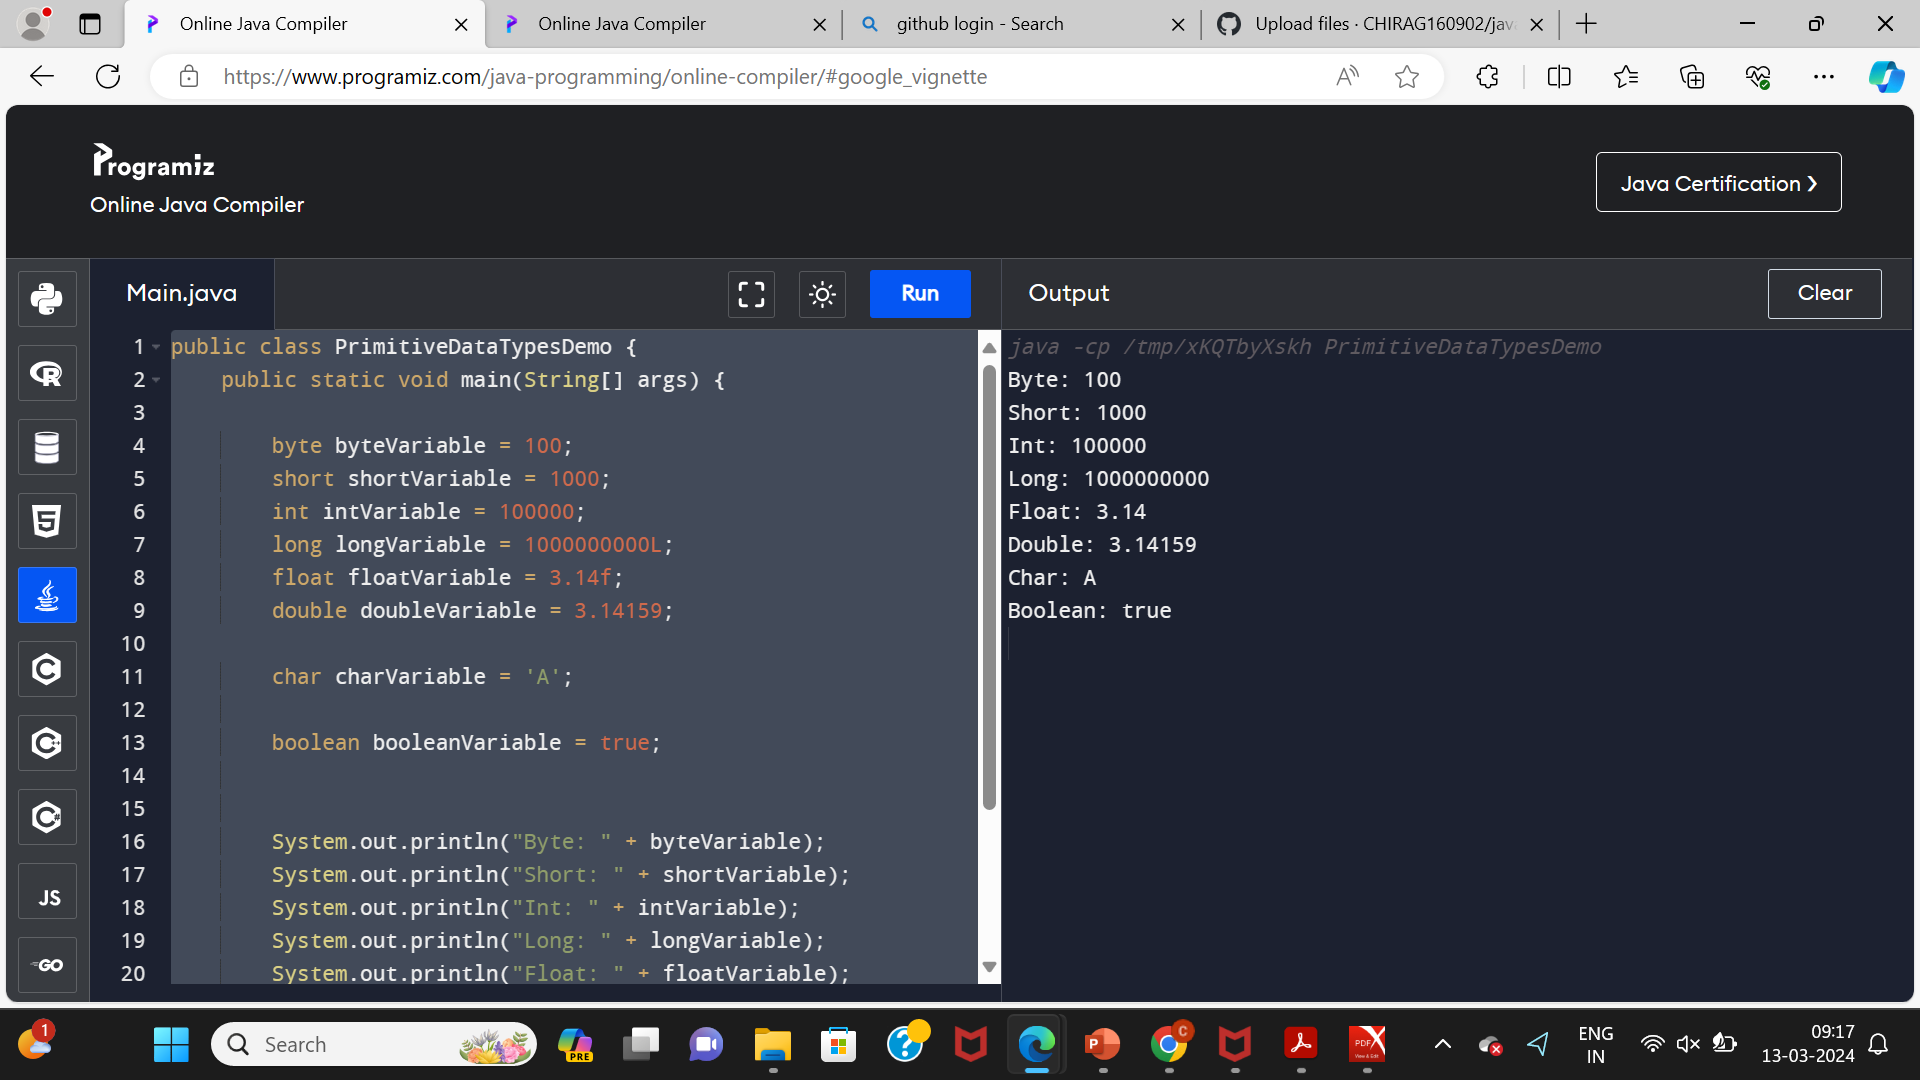 Online Java Compiler
Online Java Compiler
github login - Search
Upload files · CHIRAG160902/jav
https://www.programiz.com/java-programming/online-compiler/#google_vignette
Programiz
Online Java Compiler
Java Certification ❯
Main.java
Run
Output
Clear
1 public class PrimitiveDataTypesDemo {
2 public static void main(String[] args) {
3
4 byte byteVariable = 100;
5 short shortVariable = 1000;
6 int intVariable = 100000;
7 long longVariable = 1000000000L;
8 float floatVariable = 3.14f;
9 double doubleVariable = 3.14159;
10
11 char charVariable = 'A';
12
13 boolean booleanVariable = true;
14
15
16 System.out.println("Byte: " + byteVariable);
17 System.out.println("Short: " + shortVariable);
18 System.out.println("Int: " + intVariable);
19 System.out.println("Long: " + longVariable);
20 System.out.println("Float: " + floatVariable);
java -cp /tmp/xKQTbyXskh PrimitiveDataTypesDemo
Byte: 100
Short: 1000
Int: 100000
Long: 1000000000
Float: 3.14
Double: 3.14159
Char: A
Boolean: true
JS
GO
1
Search
PRE
P
C
PDF
ENG
IN
09:17
13-03-2024